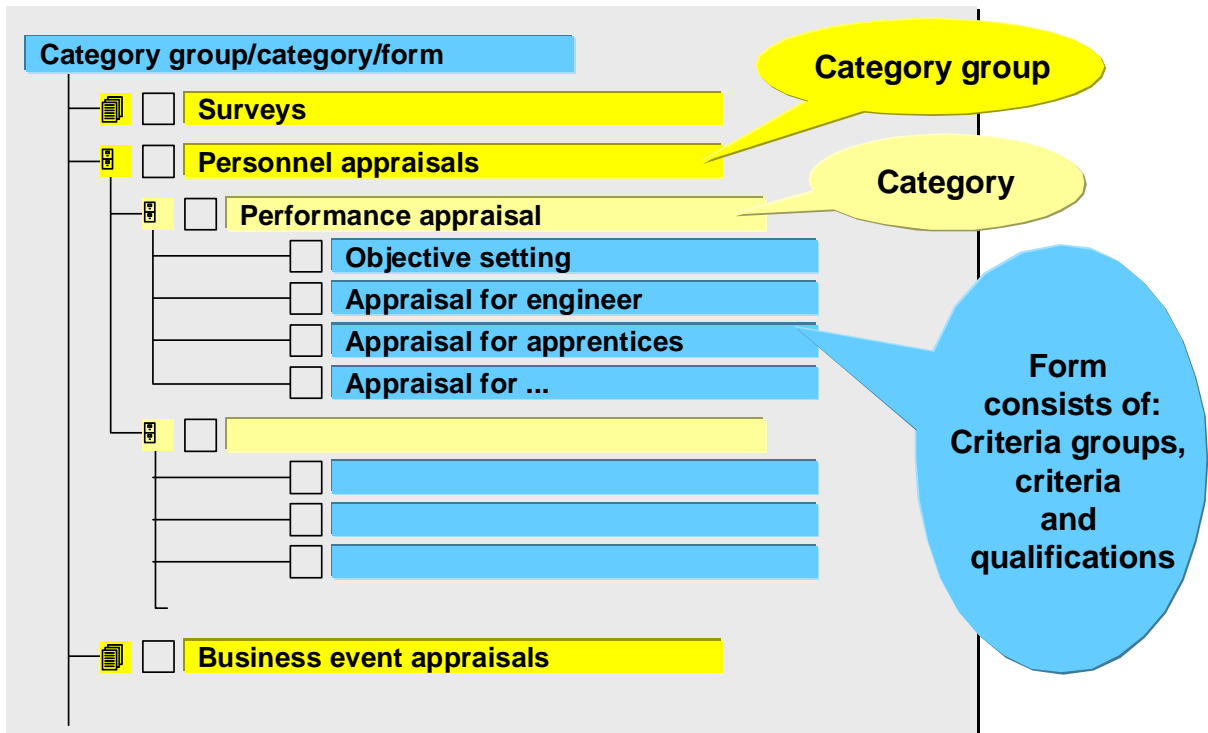 Category group/category/form
Category group
Surveys
Personnel appraisals
Category
Performance appraisal
Objective setting
Appraisal for engineer
Appraisal for apprentices
Appraisal for ...
Form
consists of:
Criteria groups,
criteria
and
qualifications
Business event appraisals